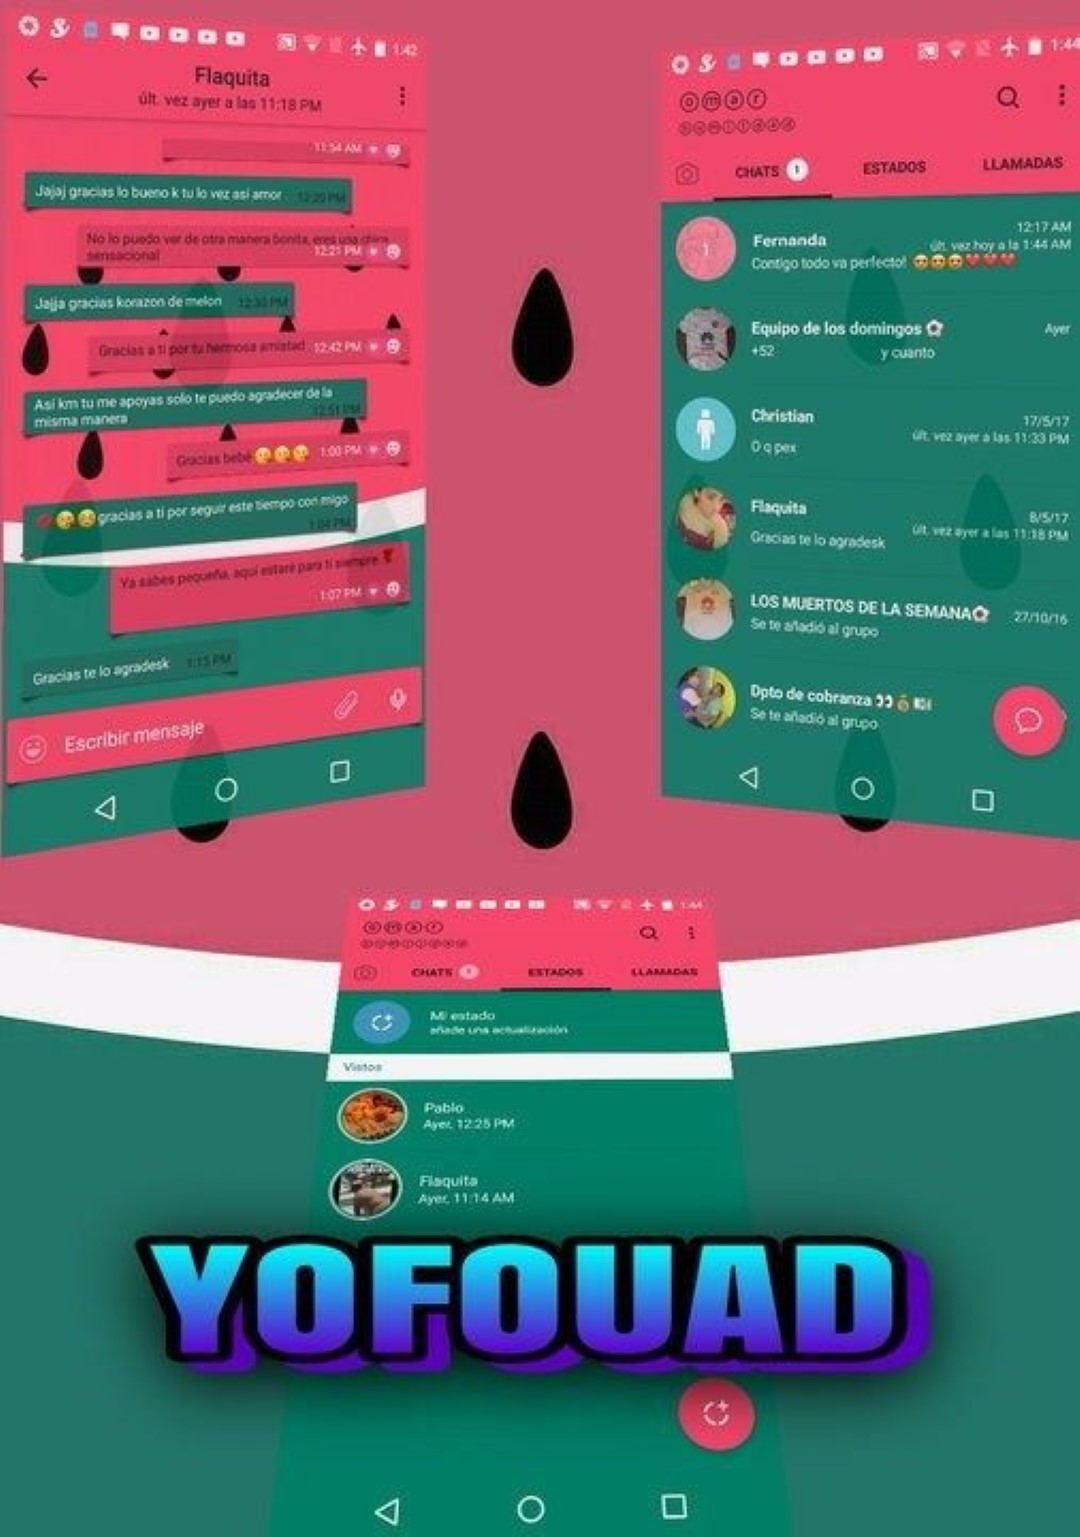 1:42
Flaquita
últ. vez ayer a las 11:18 PM
11:54 AM
Jajaj gracias lo bueno k tu lo vez asi amor 12:20 PM
No lo puedo ver de otra manera bonita, eres una chica
sensacional 12:21 PM
Jajja gracias korazon de melon 12:30 PM
Gracias a ti por tu hermosa amistad 12:42 PM
Asi km tu me apoyas solo te puedo agradecer de la
misma manera 12:51 PM
Gracias bebé 😘😘😘 1:00 PM
gracias a ti por seguir este tiempo con migo
1:04 PM
Ya sabes pequeña, aquí estaré para ti siempre 🌹
1:07 PM
Gracias te lo agradesk 1:15 PM
Escribir mensaje
1:44
ⓞⓜⓐⓡ
CHATS 1 ESTADOS LLAMADAS
1
Fernanda 12:17 AM
últ. vez hoy a la 1:44 AM
Contigo todo va perfecto! 😍😍😍❤❤❤
Equipo de los domingos ⚽ Ayer
+52 y cuanto
Christian 17/5/17
últ. vez ayer a las 11:33 PM
O q pex
Flaquita 8/5/17
últ. vez ayer a las 11:18 PM
Gracias te lo agradesk
LOS MUERTOS DE LA SEMANA⚽ 27/10/16
Se te añadió al grupo
Dpto de cobranza 👀💰💵
Se te añadió al grupo
1:44
ⓞⓜⓐⓡ
CHATS 1 ESTADOS LLAMADAS
Mi estado
añade una actualización
Vistos
Pablo
Ayer, 12:25 PM
Flaquita
Ayer, 11:14 AM
YOFOUAD